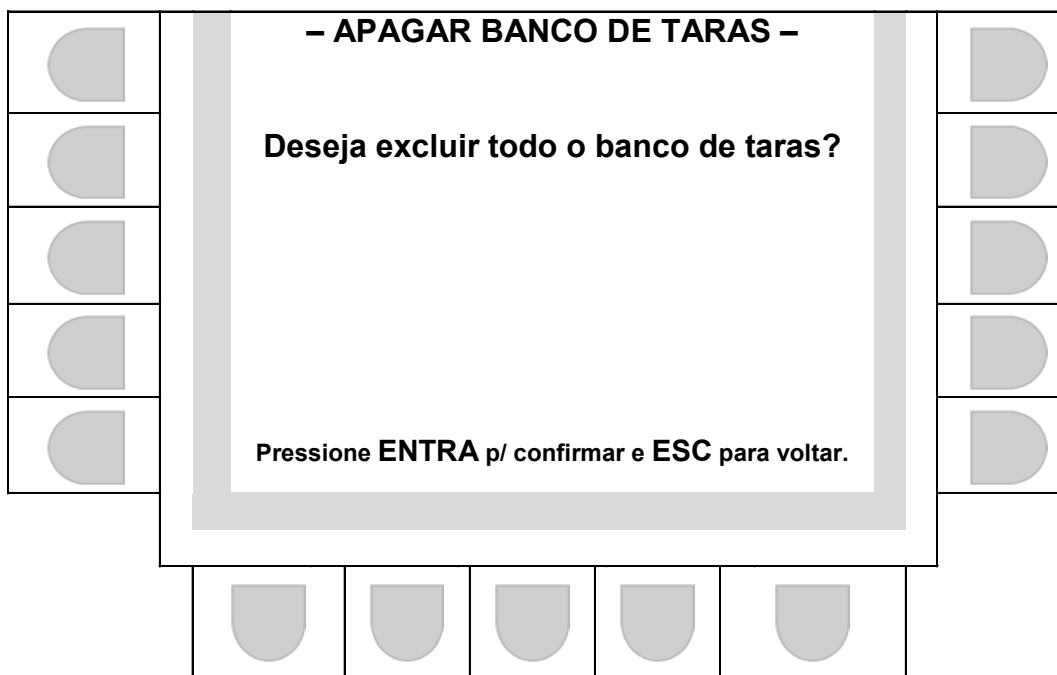 – APAGAR BANCO DE TARAS –
Deseja excluir todo o banco de taras?
Pressione ENTRA p/ confirmar e ESC para voltar.